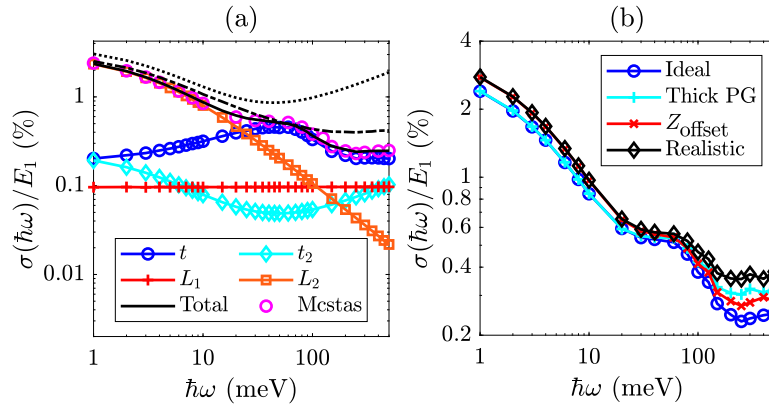 (a)
σ(ℏω)/E₁ (%)
1
0.1
0.01
t
t₂
L₁
L₂
Total
Mcstas
1
10
100
ℏω (meV)
(b)
σ(ℏω)/E₁ (%)
4
2
1
0.8
0.6
0.4
0.2
Ideal
Thick PG
Z_offset
Realistic
1
10
100
ℏω (meV)